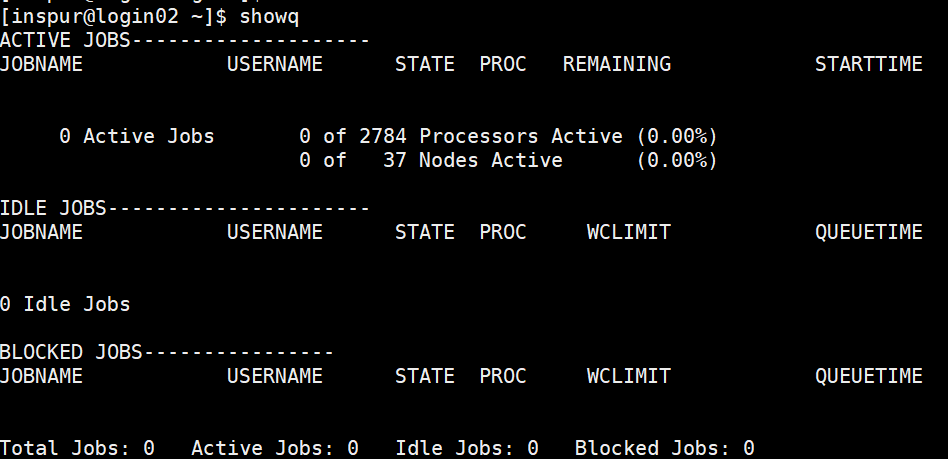 [inspur@login02 ~]$ showq
ACTIVE JOBS--------------------
JOBNAME            USERNAME      STATE  PROC   REMAINING            STARTTIME
     0 Active Jobs       0 of 2784 Processors Active (0.00%)
                         0 of   37 Nodes Active      (0.00%)
IDLE JOBS----------------------
JOBNAME            USERNAME      STATE  PROC     WCLIMIT            QUEUETIME
0 Idle Jobs
BLOCKED JOBS----------------
JOBNAME            USERNAME      STATE  PROC     WCLIMIT            QUEUETIME
Total Jobs: 0   Active Jobs: 0   Idle Jobs: 0   Blocked Jobs: 0